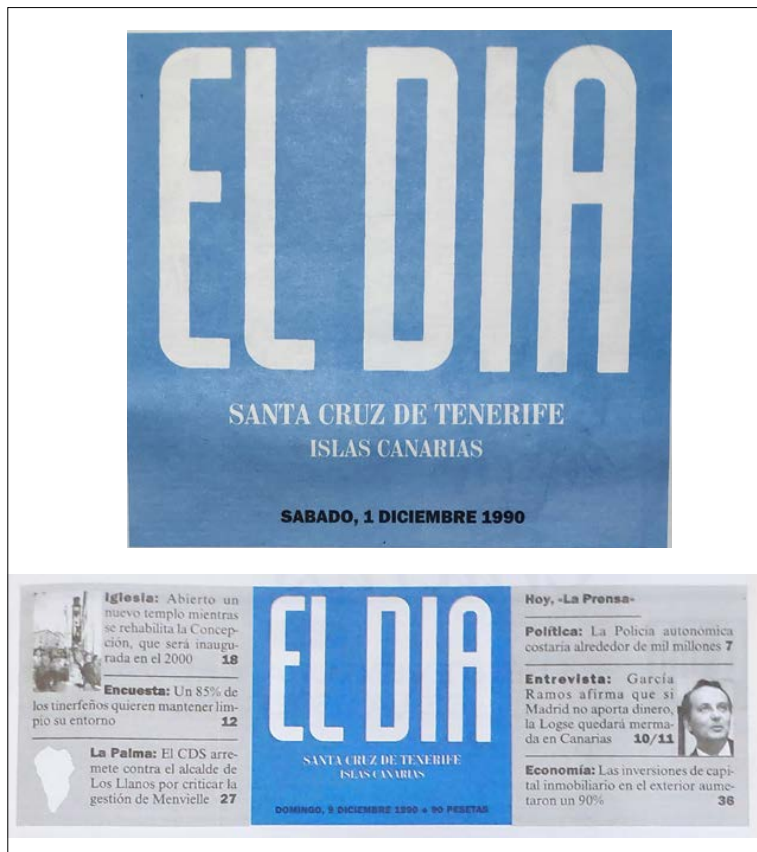 EL DIA
SANTA CRUZ DE TENERIFE
ISLAS CANARIAS
SABADO, 1 DICIEMBRE 1990
Iglesia: Abierto un
nuevo templo mientras
se rehabilita la Concep-
ción, que será inaugu-
rada en el 2000 18
Encuesta: Un 85% de
los tinerfeños quieren mantener lim-
pio su entorno 12
La Palma: El CDS arre-
mete contra el alcalde de
Los Llanos por criticar la
gestión de Menvielle 27
EL DIA
SANTA CRUZ DE TENERIFE
ISLAS CANARIAS
DOMINGO, 9 DICIEMBRE 1990 + 90 PESETAS
Hoy, «La Prensa»
Política: La Policía autonómica
costaría alrededor de mil millones 7
Entrevista: García
Ramos afirma que si
Madrid no aporta dinero,
la Logse quedará merma-
da en Canarias 10/11
Economía: Las inversiones de capi-
tal inmobiliario en el exterior aume-
taron un 90% 36